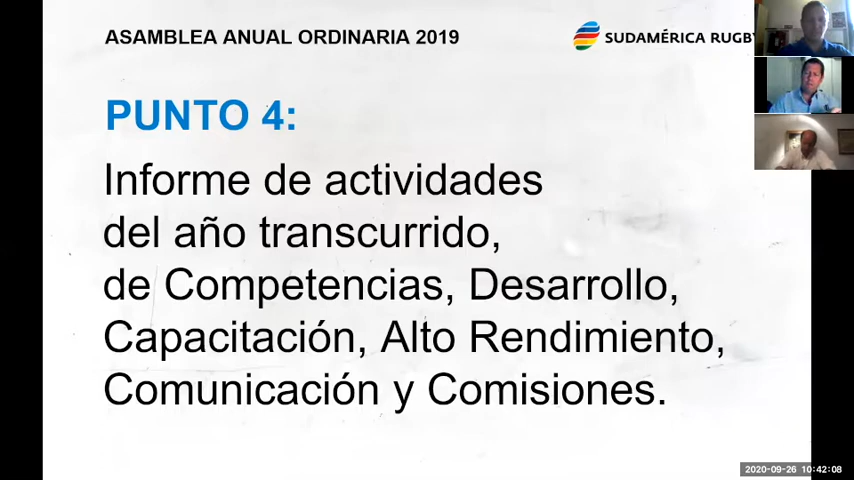 ASAMBLEA ANUAL ORDINARIA 2019
SUDAMÉRICA RUGBY
PUNTO 4:
Informe de actividades
del año transcurrido,
de Competencias, Desarrollo,
Capacitación, Alto Rendimiento,
Comunicación y Comisiones.
2020-09-26 10:42:08